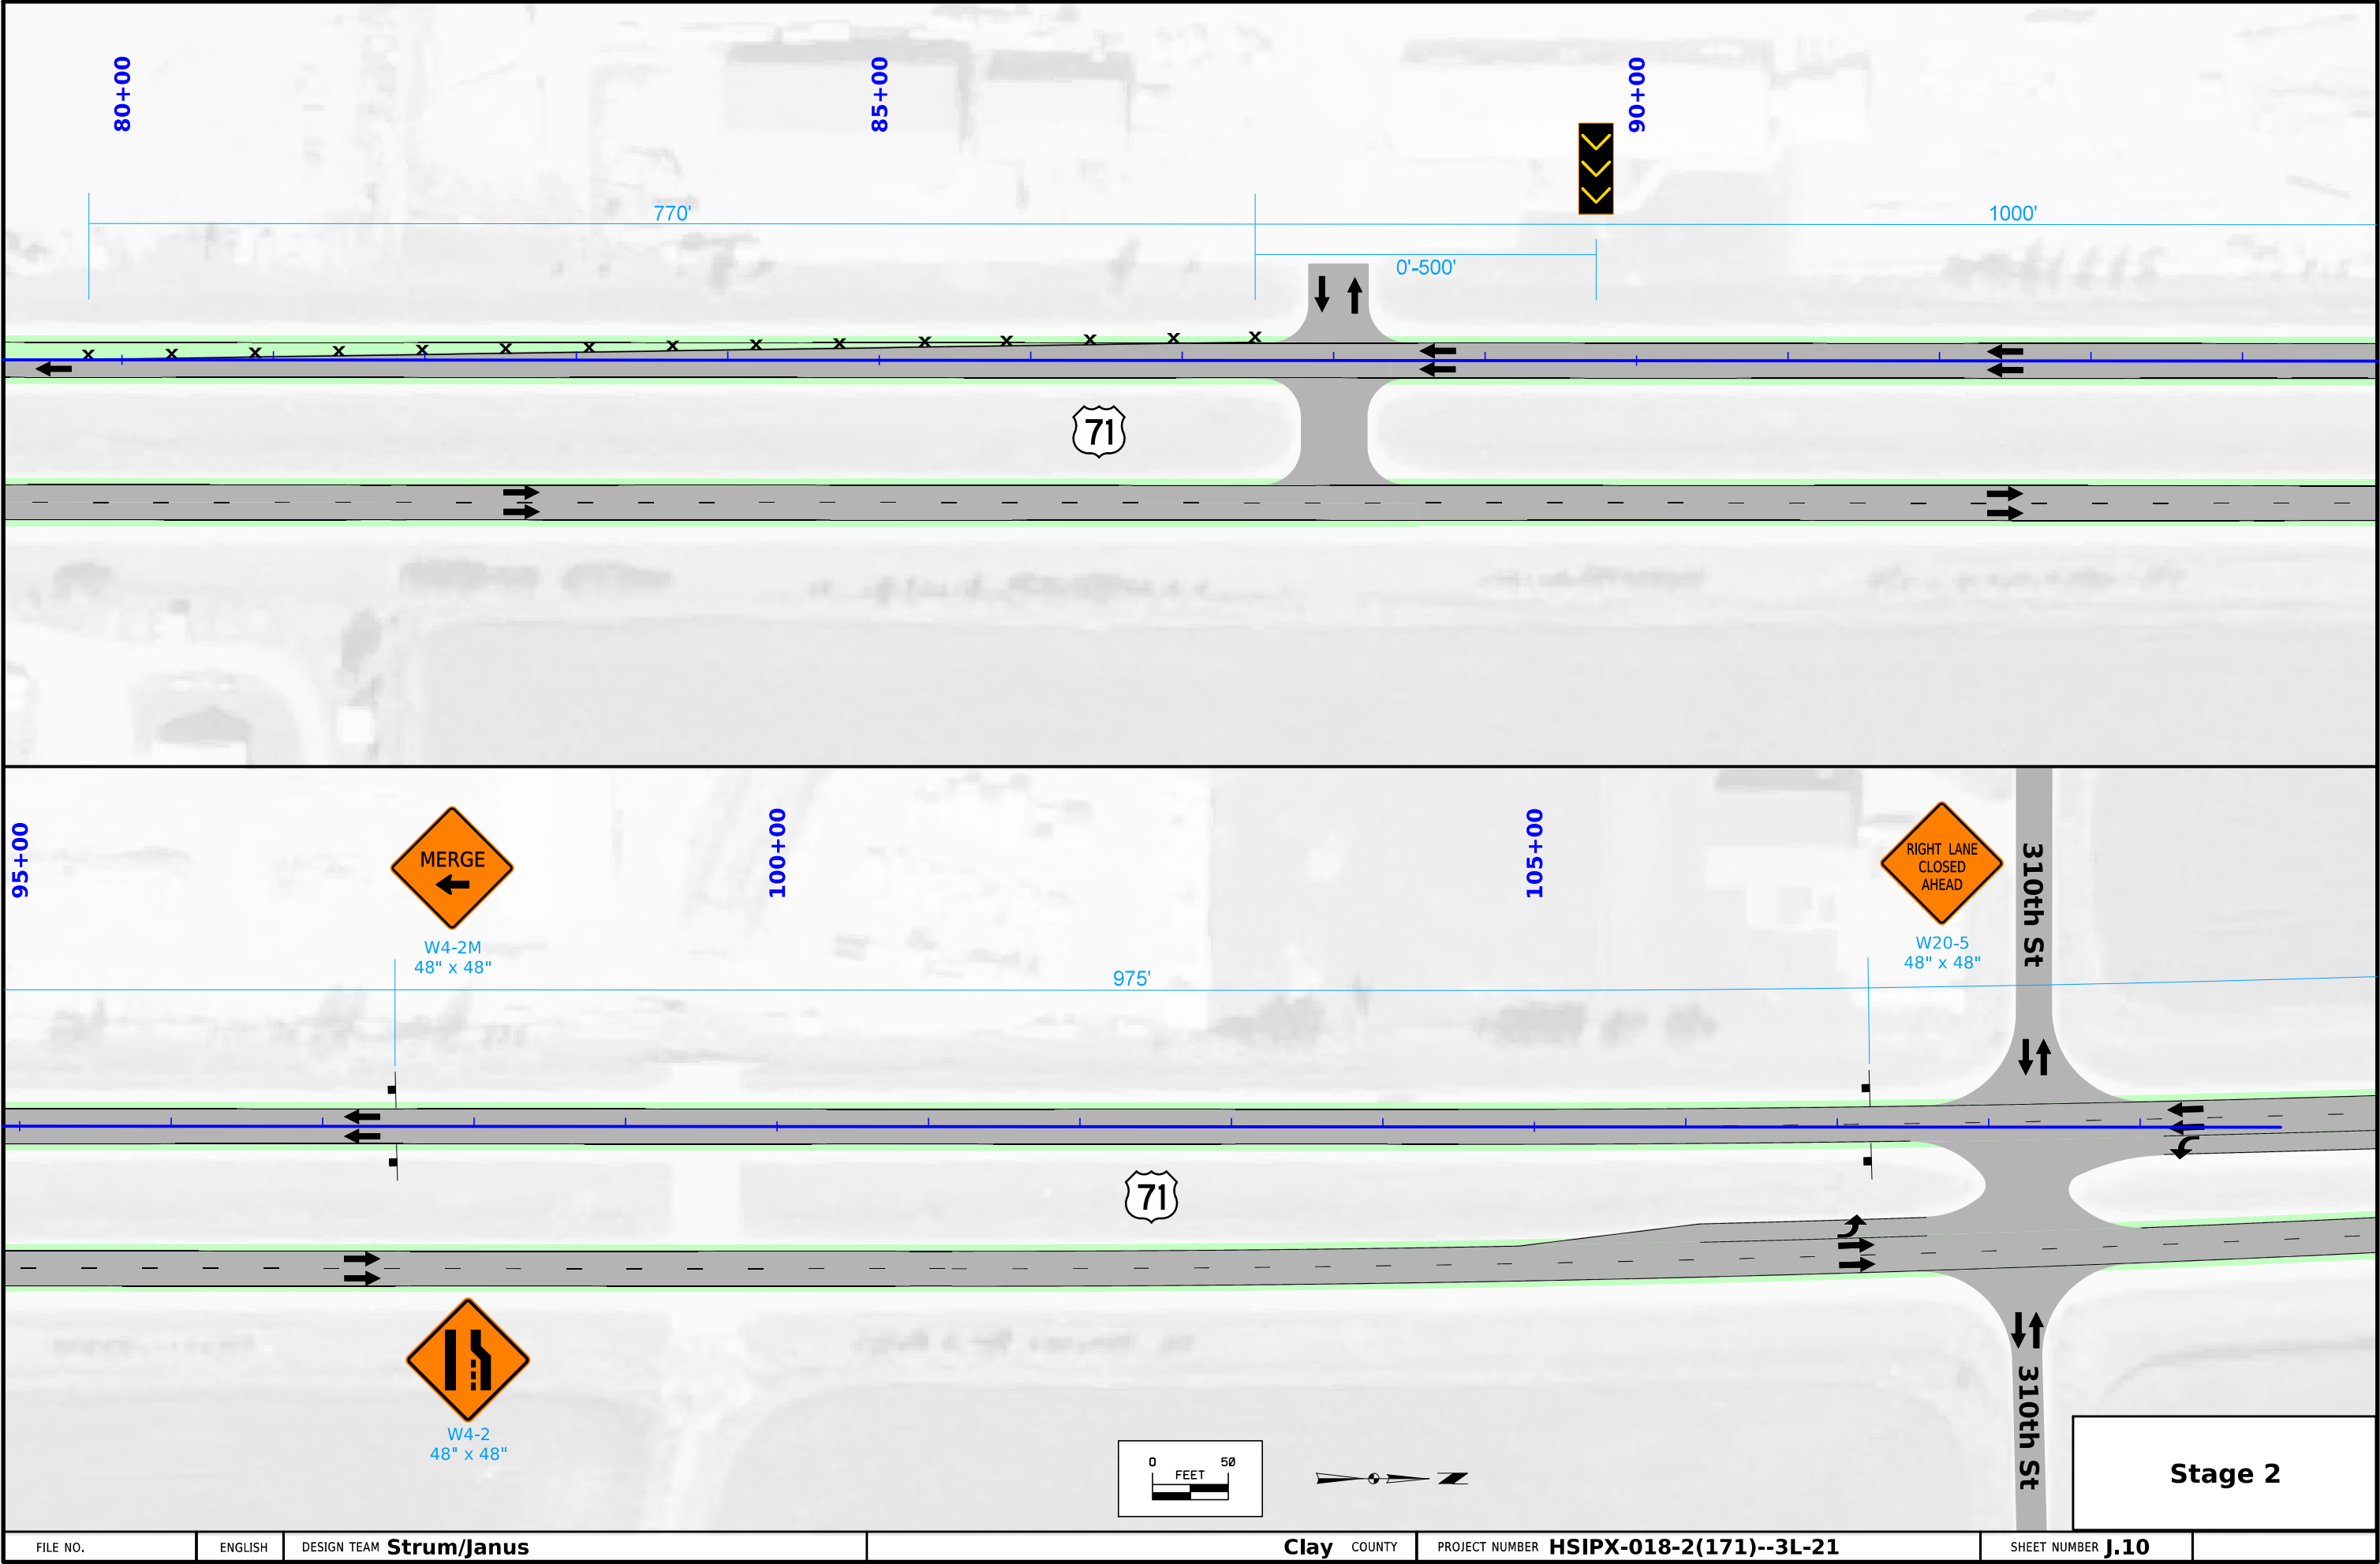 80+00
85+00
90+00
770'
1000'
0'-500'
71
95+00
100+00
105+00
MERGE
W4-2M
48" x 48"
RIGHT LANE
CLOSED
AHEAD
W20-5
48" x 48"
310th St
975'
71
W4-2
48" x 48"
310th St
0 50
FEET
Stage 2
FILE NO. ENGLISH DESIGN TEAM Strum/Janus Clay COUNTY PROJECT NUMBER HSIPX-018-2(171)--3L-21 SHEET NUMBER J.10